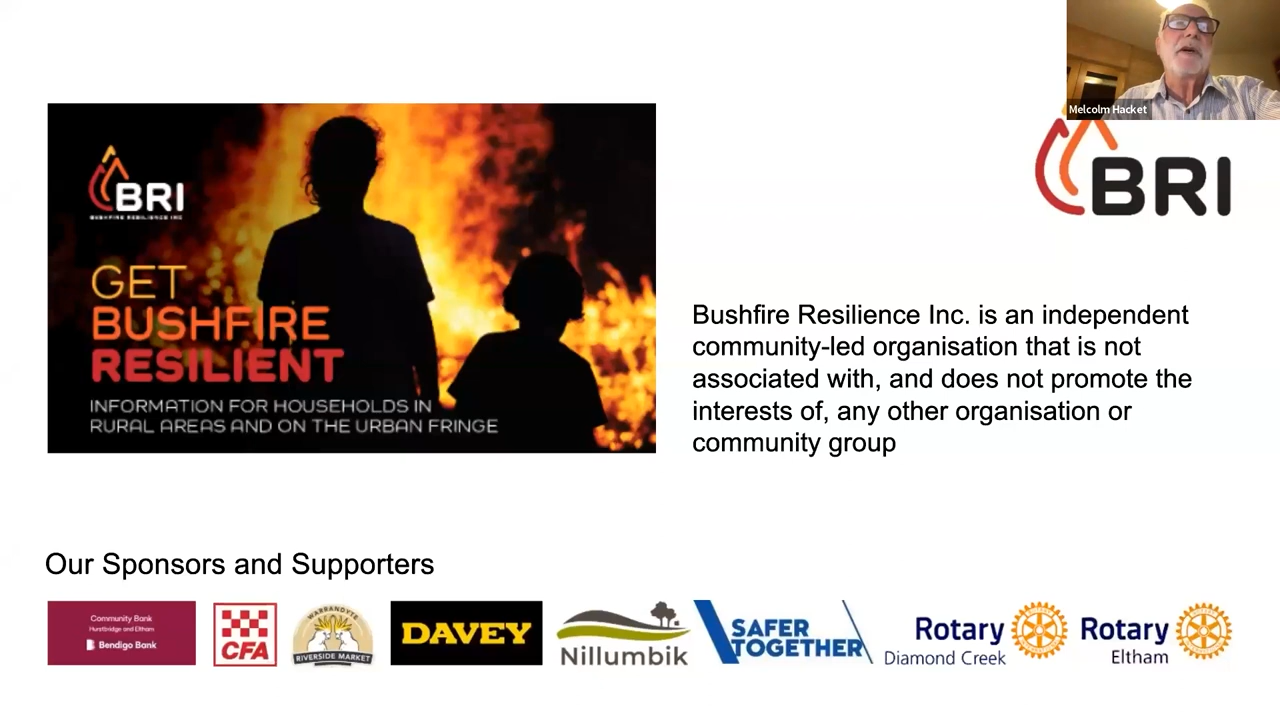 Melcolm Hacket
BRI
BRI
BUSHFIRE RESILIENCE INC
GET
BUSHFIRE
RESILIENT
INFORMATION FOR HOUSEHOLDS IN
RURAL AREAS AND ON THE URBAN FRINGE
Bushfire Resilience Inc. is an independent
community-led organisation that is not
associated with, and does not promote the
interests of, any other organisation or
community group
Our Sponsors and Supporters
Community Bank
Hurstbridge and Eltham
Bendigo Bank
CFA
WARRANDYTE
RIVERSIDE MARKET
DAVEY
Nillumbik
SAFER
TOGETHER
Rotary
Diamond Creek
Rotary
Eltham